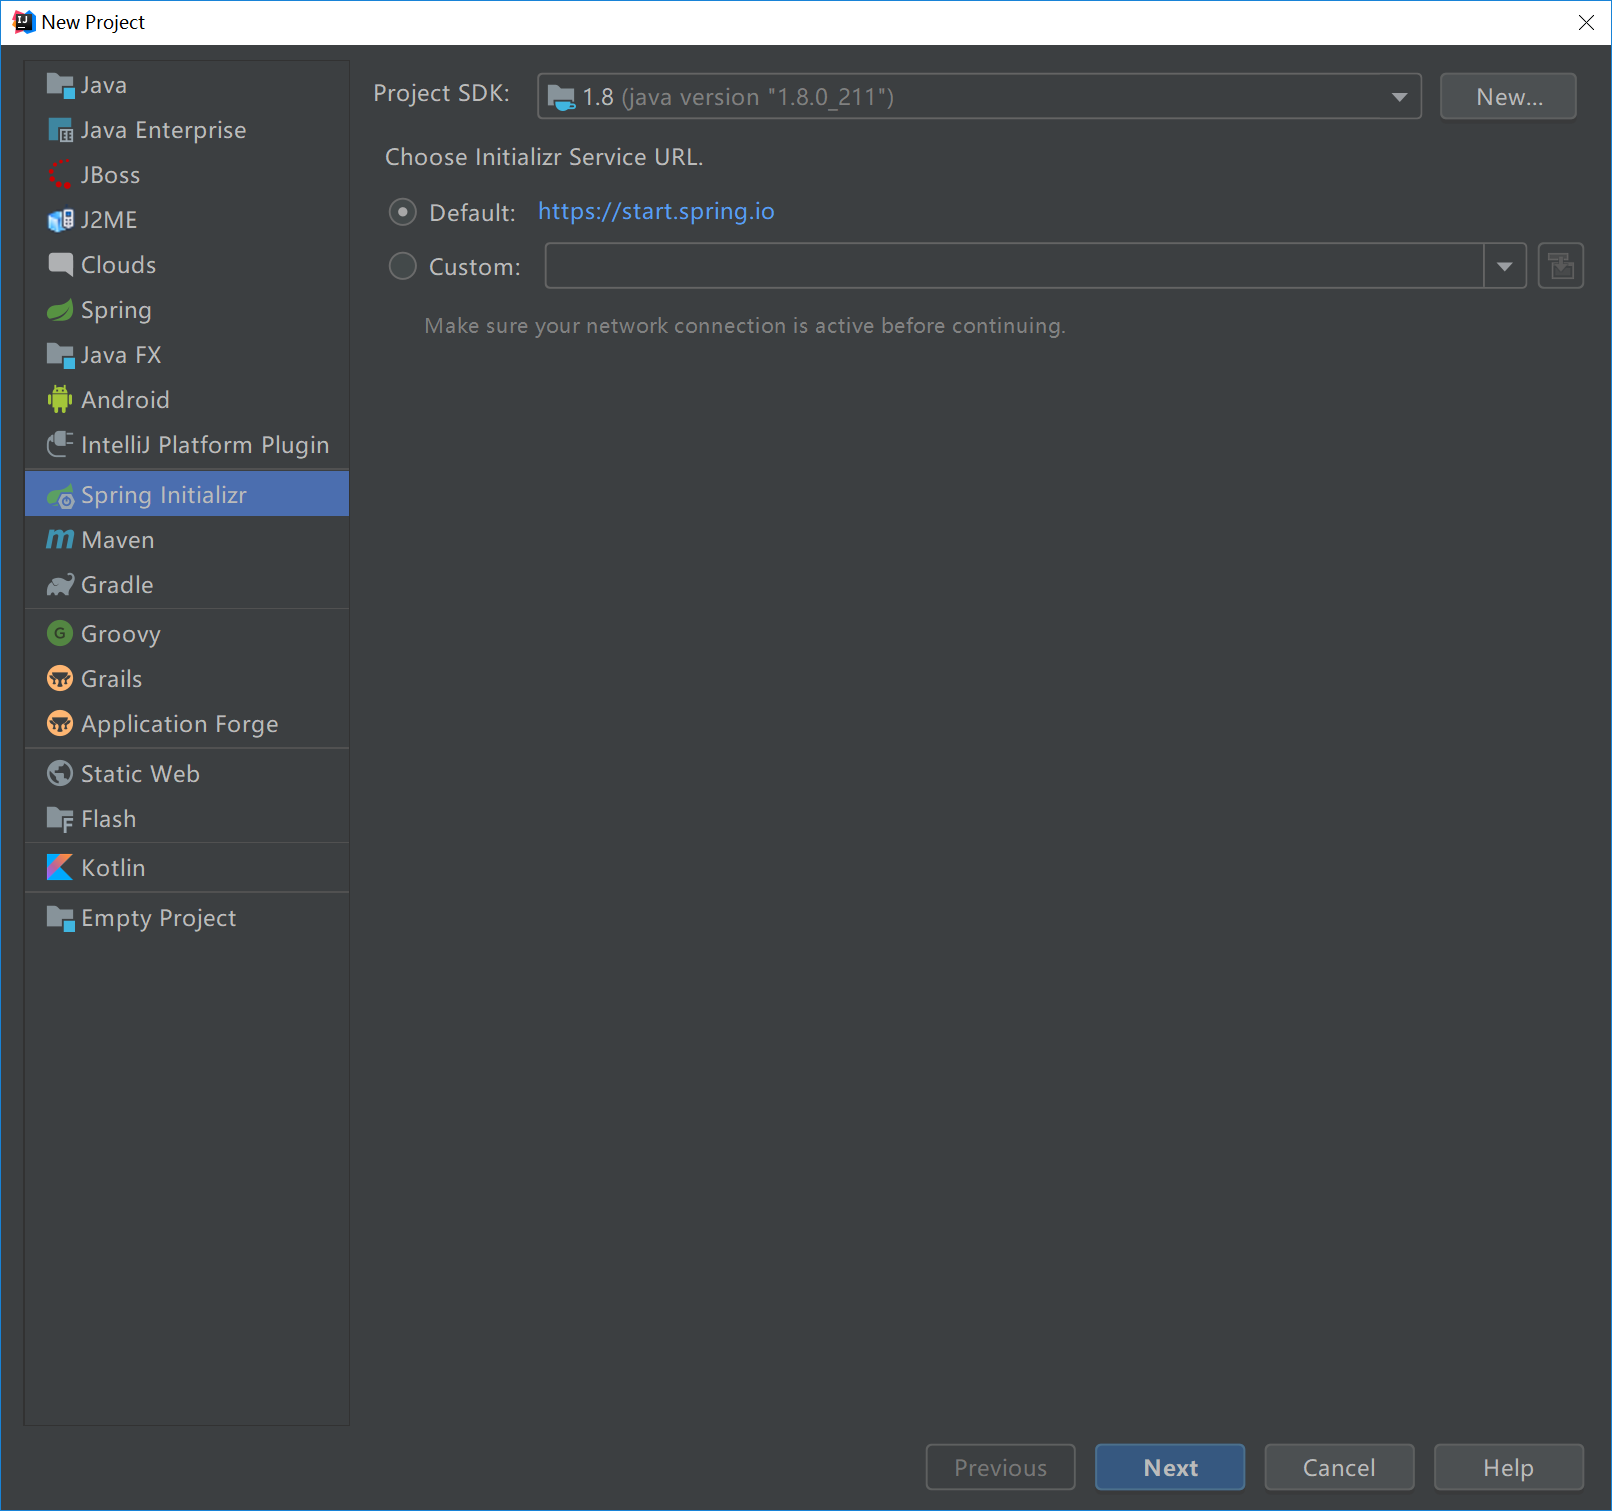 New Project
Java
Java Enterprise
JBoss
J2ME
Clouds
Spring
Java FX
Android
IntelliJ Platform Plugin
Spring Initializr
Maven
Gradle
Groovy
Grails
Application Forge
Static Web
Flash
Kotlin
Empty Project
Project SDK: 1.8 (java version "1.8.0_211") New...
Choose Initializr Service URL.
Default: https://start.spring.io
Custom:
Make sure your network connection is active before continuing.
Previous Next Cancel Help